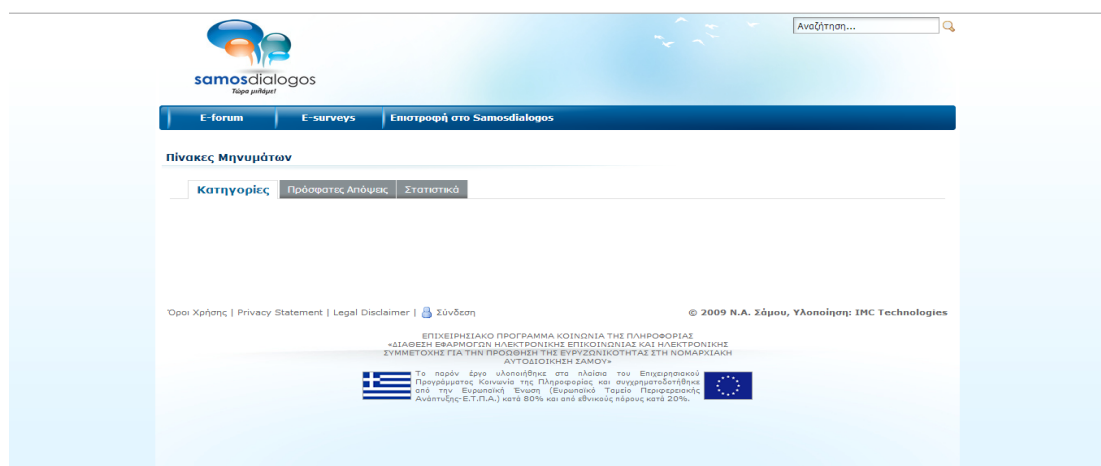 Αναζήτηση...
samosdialogos
Τώρα μιλάμε!
E-forum E-surveys Επιστροφή στο Samosdialogos
Πίνακες Μηνυμάτων
Κατηγορίες Πρόσφατες Απόψεις Στατιστικά
Όροι Χρήσης | Privacy Statement | Legal Disclaimer | Σύνδεση © 2009 Ν.Α. Σάμου, Υλοποίηση: IMC Technologies
ΕΠΙΧΕΙΡΗΣΙΑΚΟ ΠΡΟΓΡΑΜΜΑ ΚΟΙΝΩΝΙΑ ΤΗΣ ΠΛΗΡΟΦΟΡΙΑΣ
«ΔΙΑΘΕΣΗ ΕΦΑΡΜΟΓΩΝ ΗΛΕΚΤΡΟΝΙΚΗΣ ΕΠΙΚΟΙΝΩΝΙΑΣ ΚΑΙ ΗΛΕΚΤΡΟΝΙΚΗΣ
ΣΥΜΜΕΤΟΧΗΣ ΓΙΑ ΤΗΝ ΠΡΟΩΘΗΣΗ ΤΗΣ ΕΥΡΥΖΩΝΙΚΟΤΗΤΑΣ ΣΤΗ ΝΟΜΑΡΧΙΑΚΗ
ΑΥΤΟΔΙΟΙΚΗΣΗ ΣΑΜΟΥ»
Το παρόν έργο υλοποιήθηκε στα πλαίσια του Επιχειρησιακού
Προγράμματος Κοινωνία της Πληροφορίας και συγχρηματοδοτήθηκε
από την Ευρωπαϊκή Ένωση (Ευρωπαϊκό Ταμείο Περιφερειακής
Ανάπτυξης-Ε.Τ.Π.Α.) κατά 80% και από εθνικούς πόρους κατά 20%.